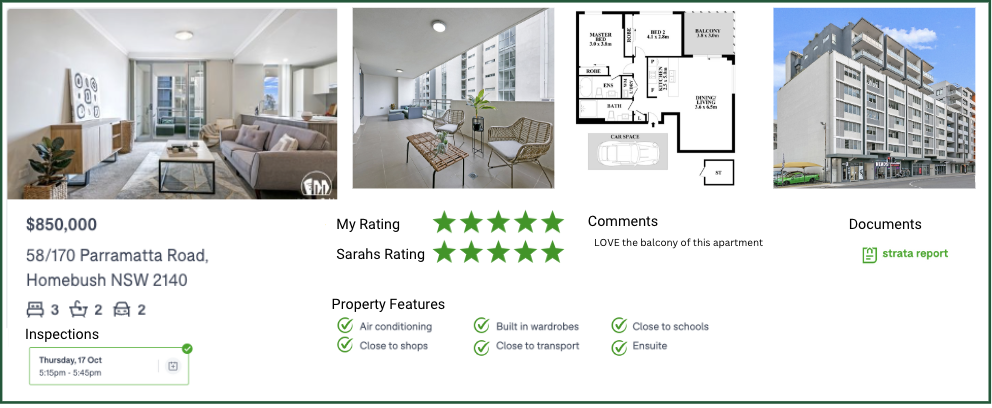 MASTER
BED
3.0 x 3.8m
ROBE
BED 2
4.1 x 2.8m
BALCONY
3.0 x 3.0m
ROBE
ENS
KITCHEN
BATH
DINING/
LIVING
3.6 x 6.5m
CAR SPACE
ST
$850,000
58/170 Parramatta Road,
Homebush NSW 2140
3 2 2
Inspections
Thursday, 17 Oct
5:15pm - 5:45pm
My Rating
Sarahs Rating
Comments
LOVE the balcony of this apartment
Documents
strata report
Property Features
Air conditioning
Built in wardrobes
Close to schools
Close to shops
Close to transport
Ensuite